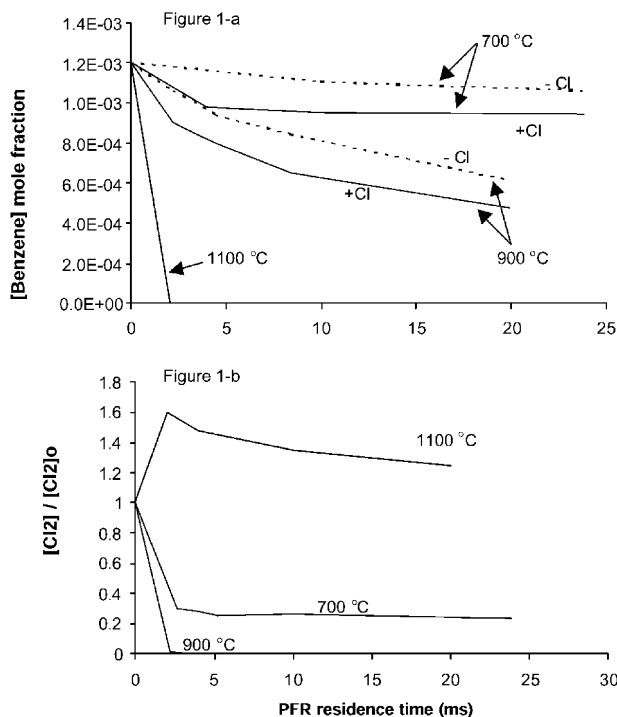 Figure 1-a
[Benzene] mole fraction
1.4E-03
1.2E-03
1.0E-03
8.0E-04
6.0E-04
4.0E-04
2.0E-04
0.0E+00
700 °C
- Cl
+Cl
- Cl
+Cl
1100 °C
900 °C
0 5 10 15 20 25
Figure 1-b
[Cl2] / [Cl2]o
1.8
1.6
1.4
1.2
1
0.8
0.6
0.4
0.2
0
1100 °C
700 °C
900 °C
0 5 10 15 20 25 30
PFR residence time (ms)